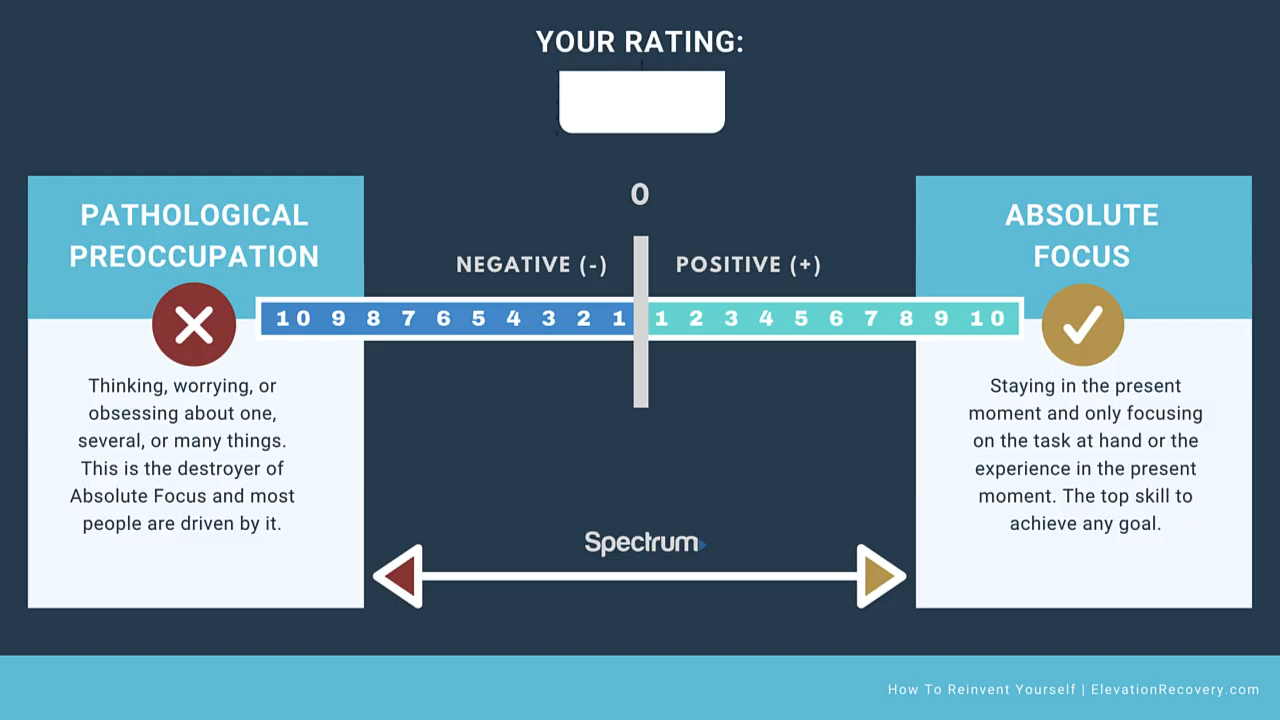 YOUR RATING:
0
PATHOLOGICAL
PREOCCUPATION
NEGATIVE (-) POSITIVE (+)
ABSOLUTE
FOCUS
10 9 8 7 6 5 4 3 2 1 1 2 3 4 5 6 7 8 9 10
Thinking, worrying, or
obsessing about one,
several, or many things.
This is the destroyer of
Absolute Focus and most
people are driven by it.
Staying in the present
moment and only focusing
on the task at hand or the
experience in the present
moment. The top skill to
achieve any goal.
Spectrum
How To Reinvent Yourself | ElevationRecovery.com